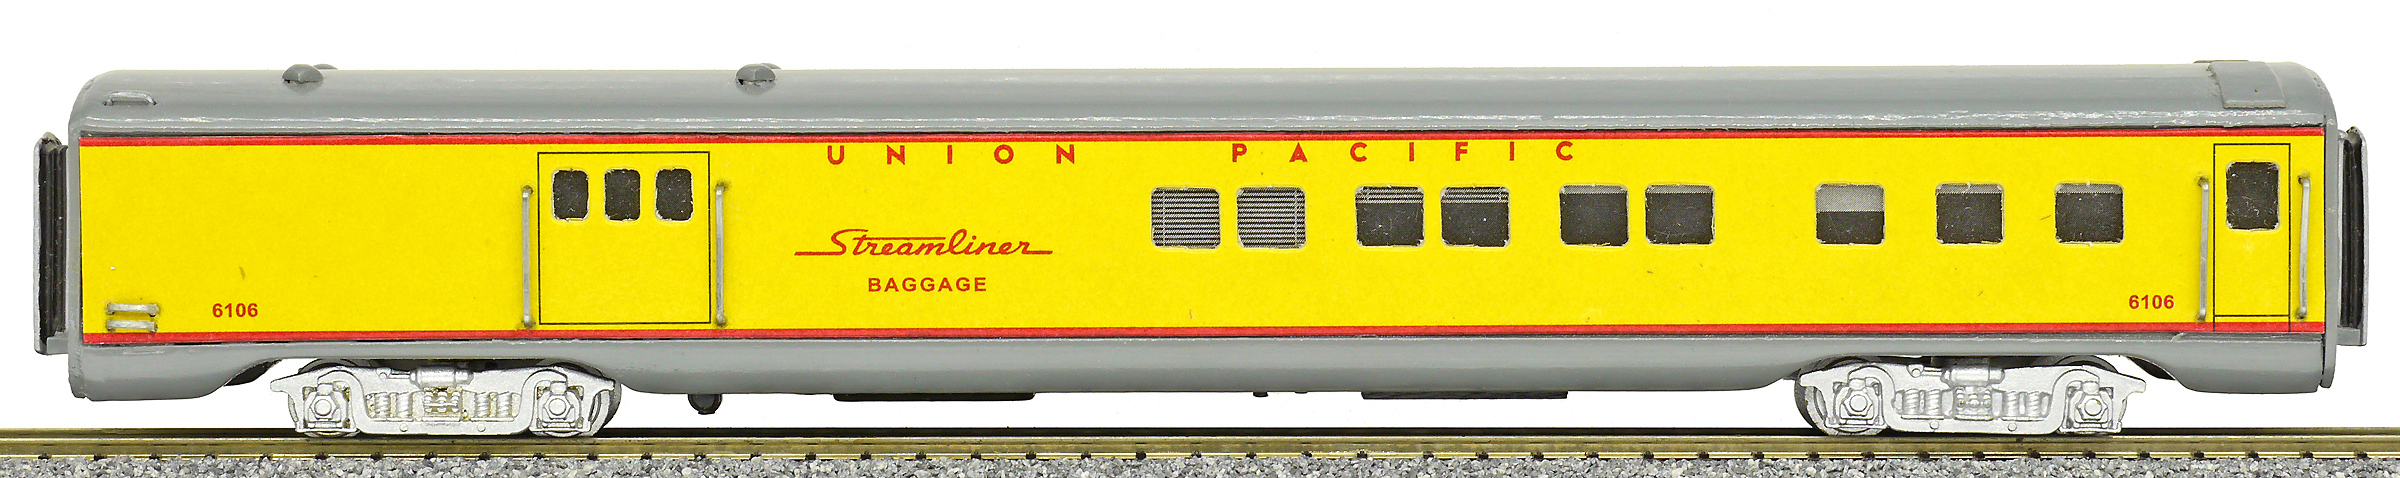 UNION PACIFIC
Streamliner
BAGGAGE
6106
6106